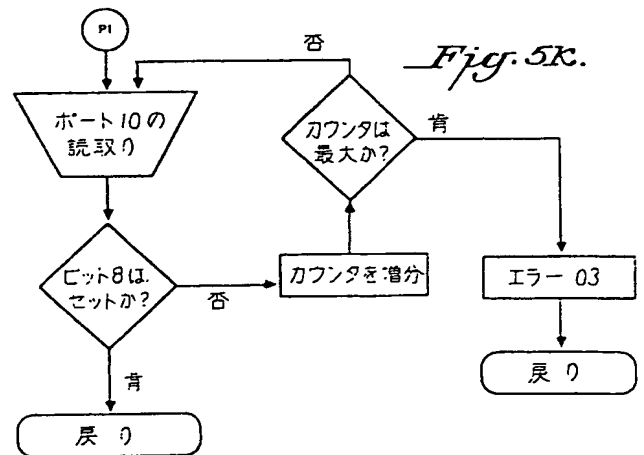 P1
否
Fig. 5K.
ポート10の
読取り
カウンタは
最大か?
肯
ビット8は.
セットか?
否
カウンタを増分
エラー 03
肯
戻り
戻り